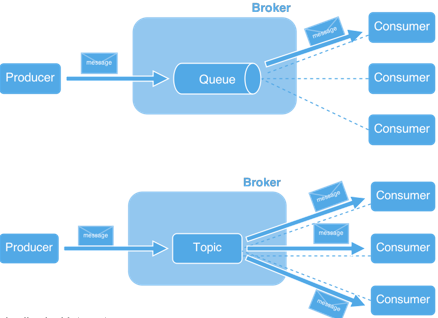 Broker
message
Consumer
Producer
message
Queue
Consumer
Consumer
Broker
message
Consumer
Producer
message
Topic
message
Consumer
message
Consumer